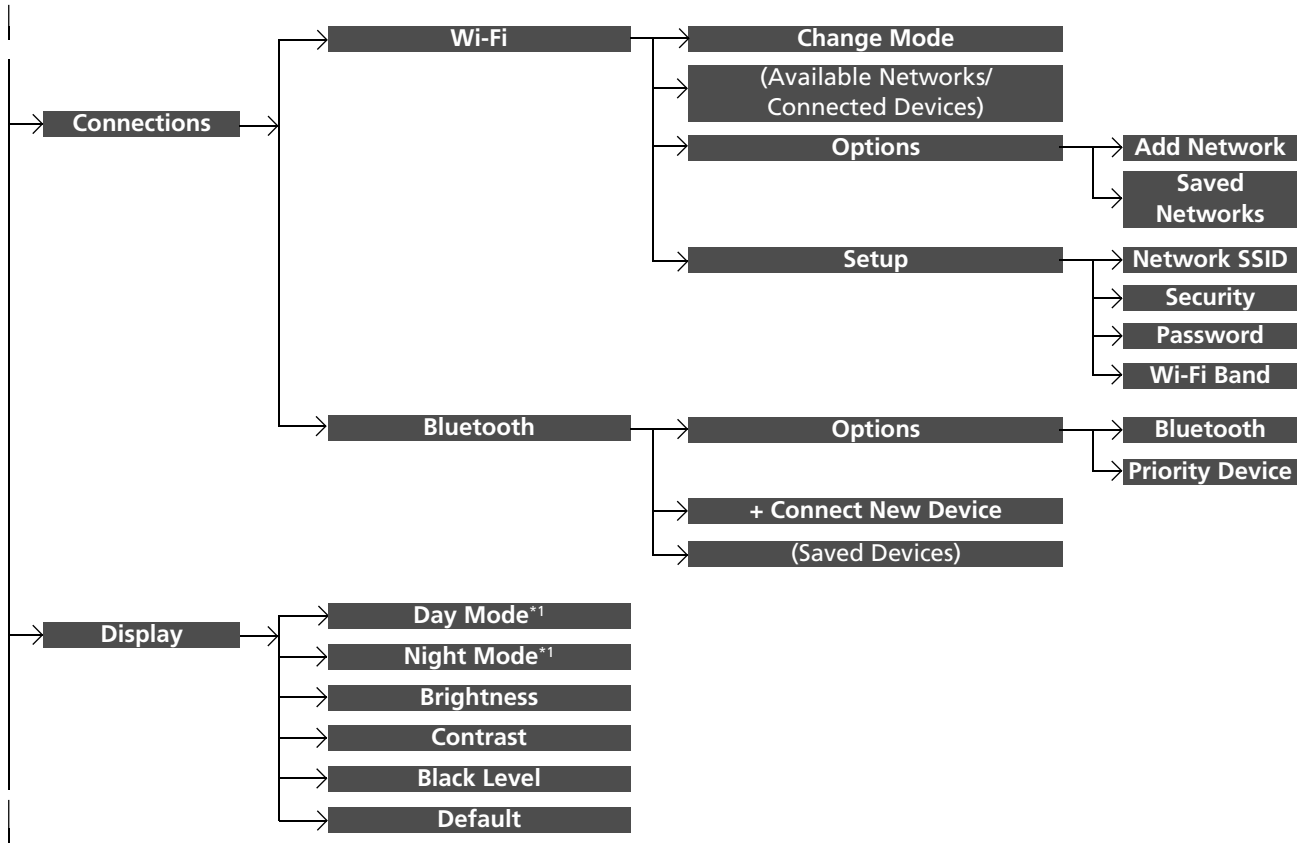 Wi-Fi
Change Mode
(Available Networks/
Connected Devices)
Connections
Options
Add Network
Saved
Networks
Setup
Network SSID
Security
Password
Wi-Fi Band
Bluetooth
Options
Bluetooth
Priority Device
+ Connect New Device
(Saved Devices)
Display
Day Mode*1
Night Mode*1
Brightness
Contrast
Black Level
Default